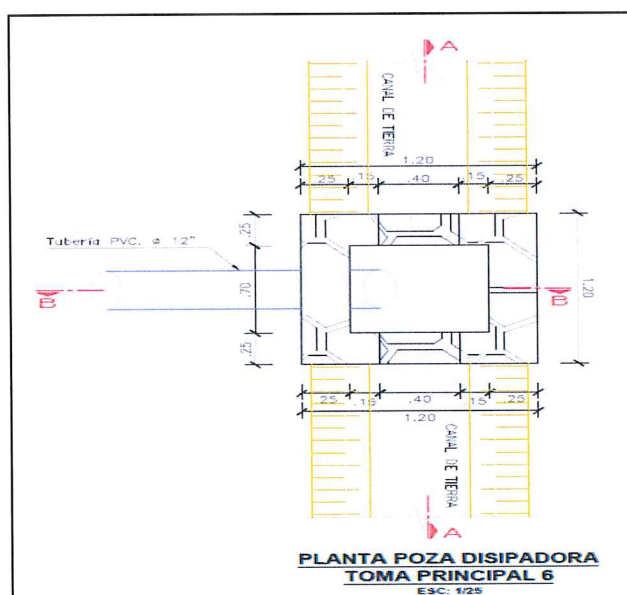 A
CANAL DE TIERRA
1.20
.25 .15 .40 .15 .25
Tubería PVC. ø 12"
.25
.70
.25
1.20
B
B
.25 .15 .40 .15 .25
1.20
CANAL DE TIERRA
A
PLANTA POZA DISIPADORA
TOMA PRINCIPAL 6
ESC: 1/25